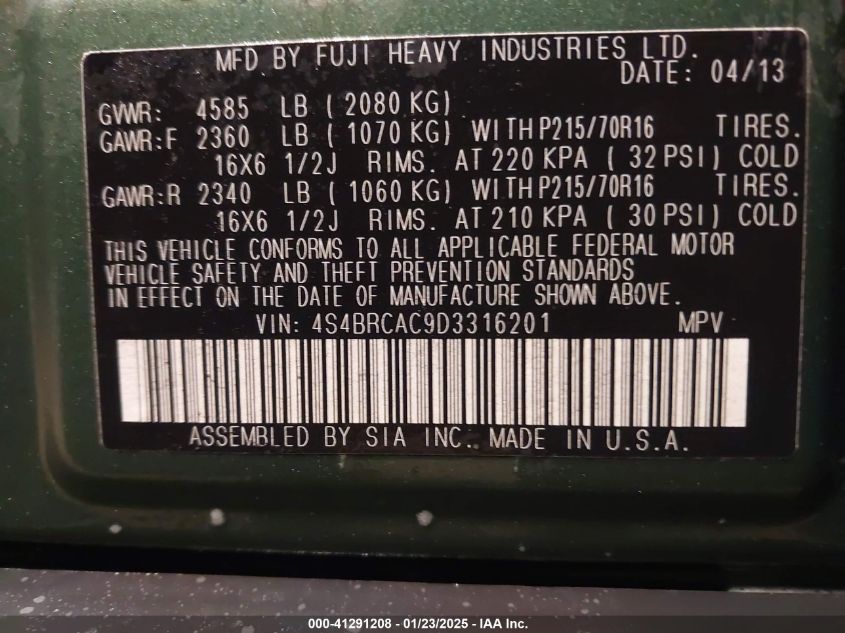 MFD BY FUJI HEAVY INDUSTRIES LTD.
DATE: 04/13
GVWR: 4585 LB ( 2080 KG)
GAWR:F 2360 LB ( 1070 KG) WITH P215/70R16 TIRES.
16X6 1/2J RIMS. AT 220 KPA ( 32 PSI) COLD
GAWR:R 2340 LB ( 1060 KG) WITH P215/70R16 TIRES.
16X6 1/2J RIMS. AT 210 KPA ( 30 PSI) COLD
THIS VEHICLE CONFORMS TO ALL APPLICABLE FEDERAL MOTOR
VEHICLE SAFETY AND THEFT PREVENTION STANDARDS
IN EFFECT ON THE DATE OF MANUFACTURE SHOWN ABOVE.
VIN: 4S4BRCAC9D3316201 MPV
ASSEMBLED BY SIA INC. MADE IN U.S.A.
000-41291208 - 01/23/2025 - IAA Inc.